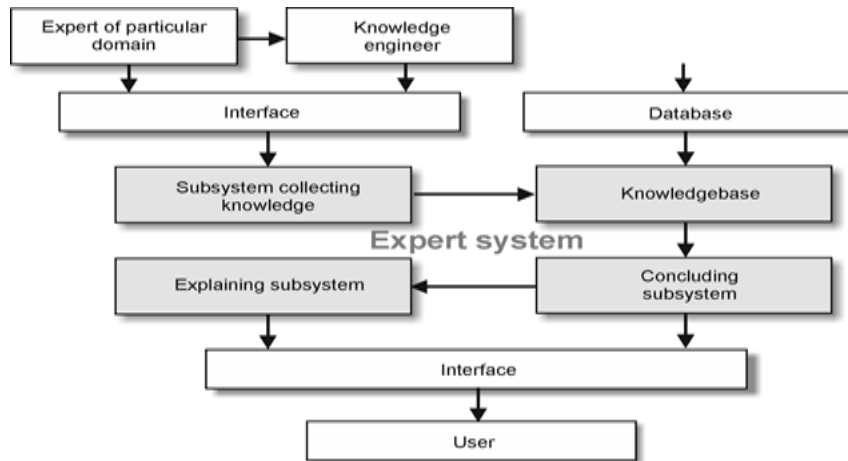 Expert of particular
domain
Knowledge
engineer
Interface
Database
Subsystem collecting
knowledge
Knowledgebase
Expert system
Explaining subsystem
Concluding
subsystem
Interface
User